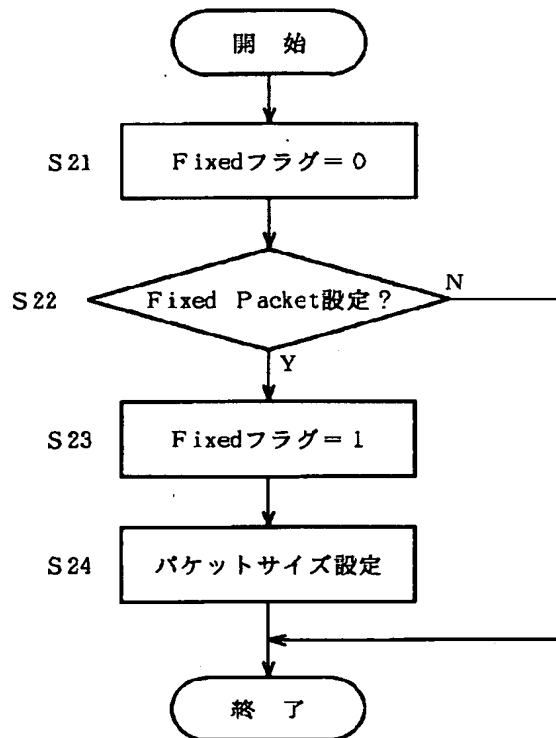 開 始
S21
Fixedフラグ=0
S22
Fixed Packet設定?
N
Y
S23
Fixedフラグ=1
S24
パケットサイズ設定
終 了